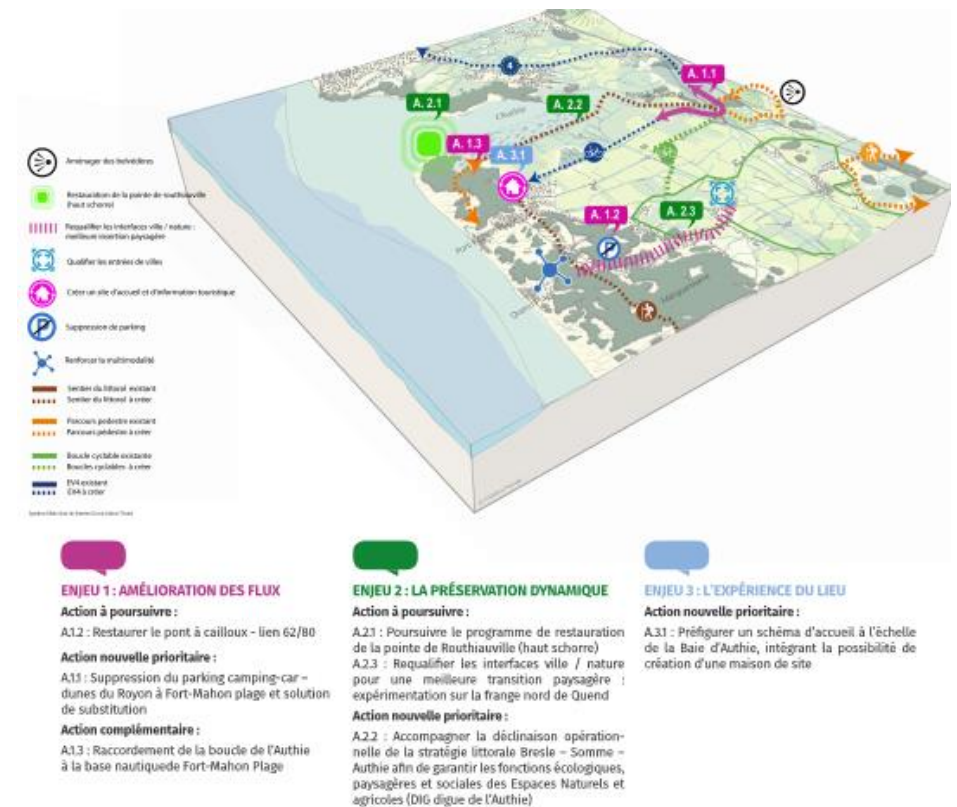 4
A. 1.1
A. 2.1
A. 2.2
A. 1.3
A. 3.1
A. 1.2
A. 2.3
Aménager des belvédères
Restauration de la pointe de routhiauville
(haut schorre)
Requalifier les interfaces ville / nature :
meilleure insertion paysagère
Qualifier les entrées de villes
Créer un site d'accueil et d'information touristique
Suppression de parking
Renforcer la multimodalité
Sentier du littoral existant
Sentier du littoral à créer
Parcours pédestre existant
Parcours pédestre à créer
Boucle cyclable existante
Boucles cyclables à créer
EV4 existant
EV4 à créer
ENJEU 1 : AMÉLIORATION DES FLUX
Action à poursuivre :
A.1.2 : Restaurer le pont à cailloux - lien 62/80
Action nouvelle prioritaire :
A.1.1 : Suppression du parking camping-car –
dunes du Royon à Fort-Mahon plage et solution
de substitution
Action complémentaire :
A.1.3 : Raccordement de la boucle de l'Authie
à la base nautiquede Fort-Mahon Plage
ENJEU 2 : LA PRÉSERVATION DYNAMIQUE
Action à poursuivre :
A.2.1 : Poursuivre le programme de restauration
de la pointe de Routhiauville (haut schorre)
A.2.3 : Requalifier les interfaces ville / nature
pour une meilleure transition paysagère :
expérimentation sur la frange nord de Quend
Action nouvelle prioritaire :
A.2.2 : Accompagner la déclinaison opération-
nelle de la stratégie littorale Bresle – Somme –
Authie afin de garantir les fonctions écologiques,
paysagères et sociales des Espaces Naturels et
agricoles (DIG digue de l'Authie)
ENJEU 3 : L'EXPÉRIENCE DU LIEU
Action nouvelle prioritaire :
A.3.1 : Préfigurer un schéma d'accueil à l'échelle
de la Baie d'Authie, intégrant la possibilité de
création d'une maison de site